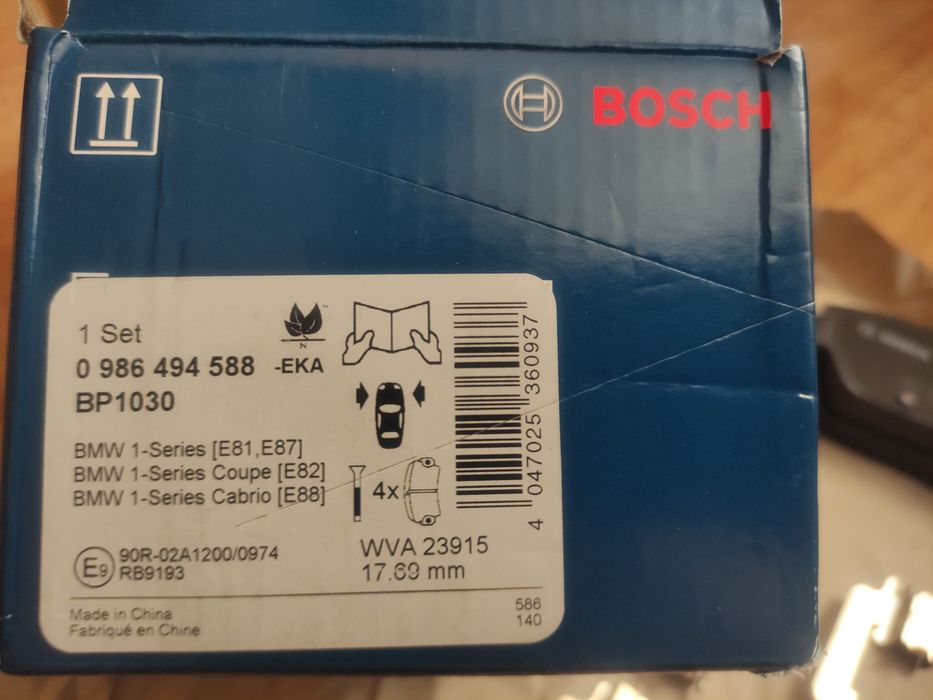 BOSCH
1 Set
0 986 494 588 -EKA
BP1030
BMW 1-Series [E81,E87]
BMW 1-Series Coupe [E82]
BMW 1-Series Cabrio [E88]
N
4x
4 047025 360937
E9 90R-02A1200/0974
RB9193
WVA 23915
17.69 mm
Made in China
Fabriqué en Chine
586
140